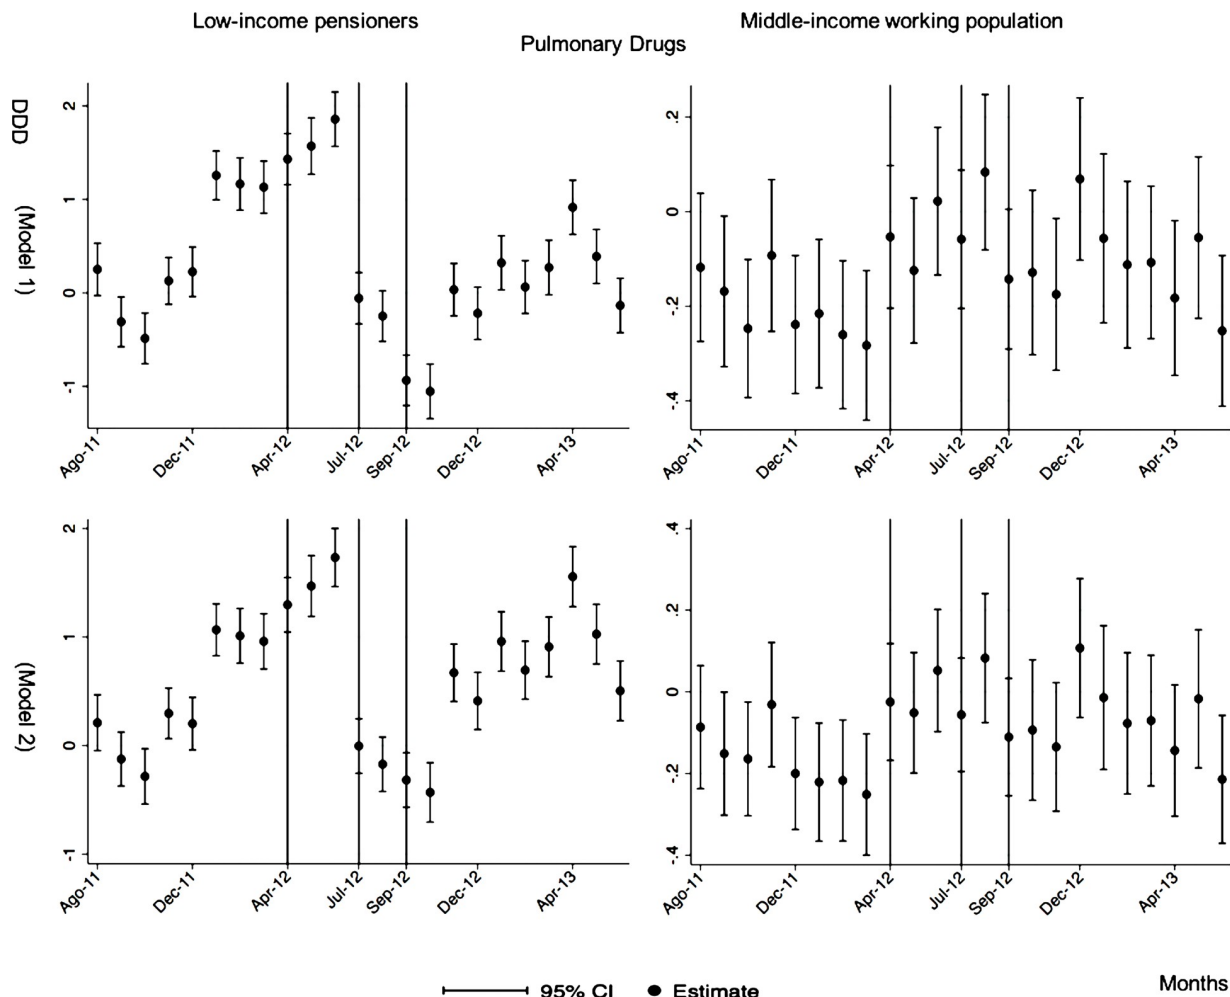 Low-income pensioners
Middle-income working population
Pulmonary Drugs
DDD (Model 1)
2
1
0
-1
Ago-11 Dec-11 Apr-12 Jul-12 Sep-12 Dec-12 Apr-13
.2
0
-.2
-.4
Ago-11 Dec-11 Apr-12 Jul-12 Sep-12 Dec-12 Apr-13
(Model 2)
2
1
0
-1
Ago-11 Dec-11 Apr-12 Jul-12 Sep-12 Dec-12 Apr-13
.4
.2
0
-.2
-.4
Ago-11 Dec-11 Apr-12 Jul-12 Sep-12 Dec-12 Apr-13
Months
95% CI Estimate